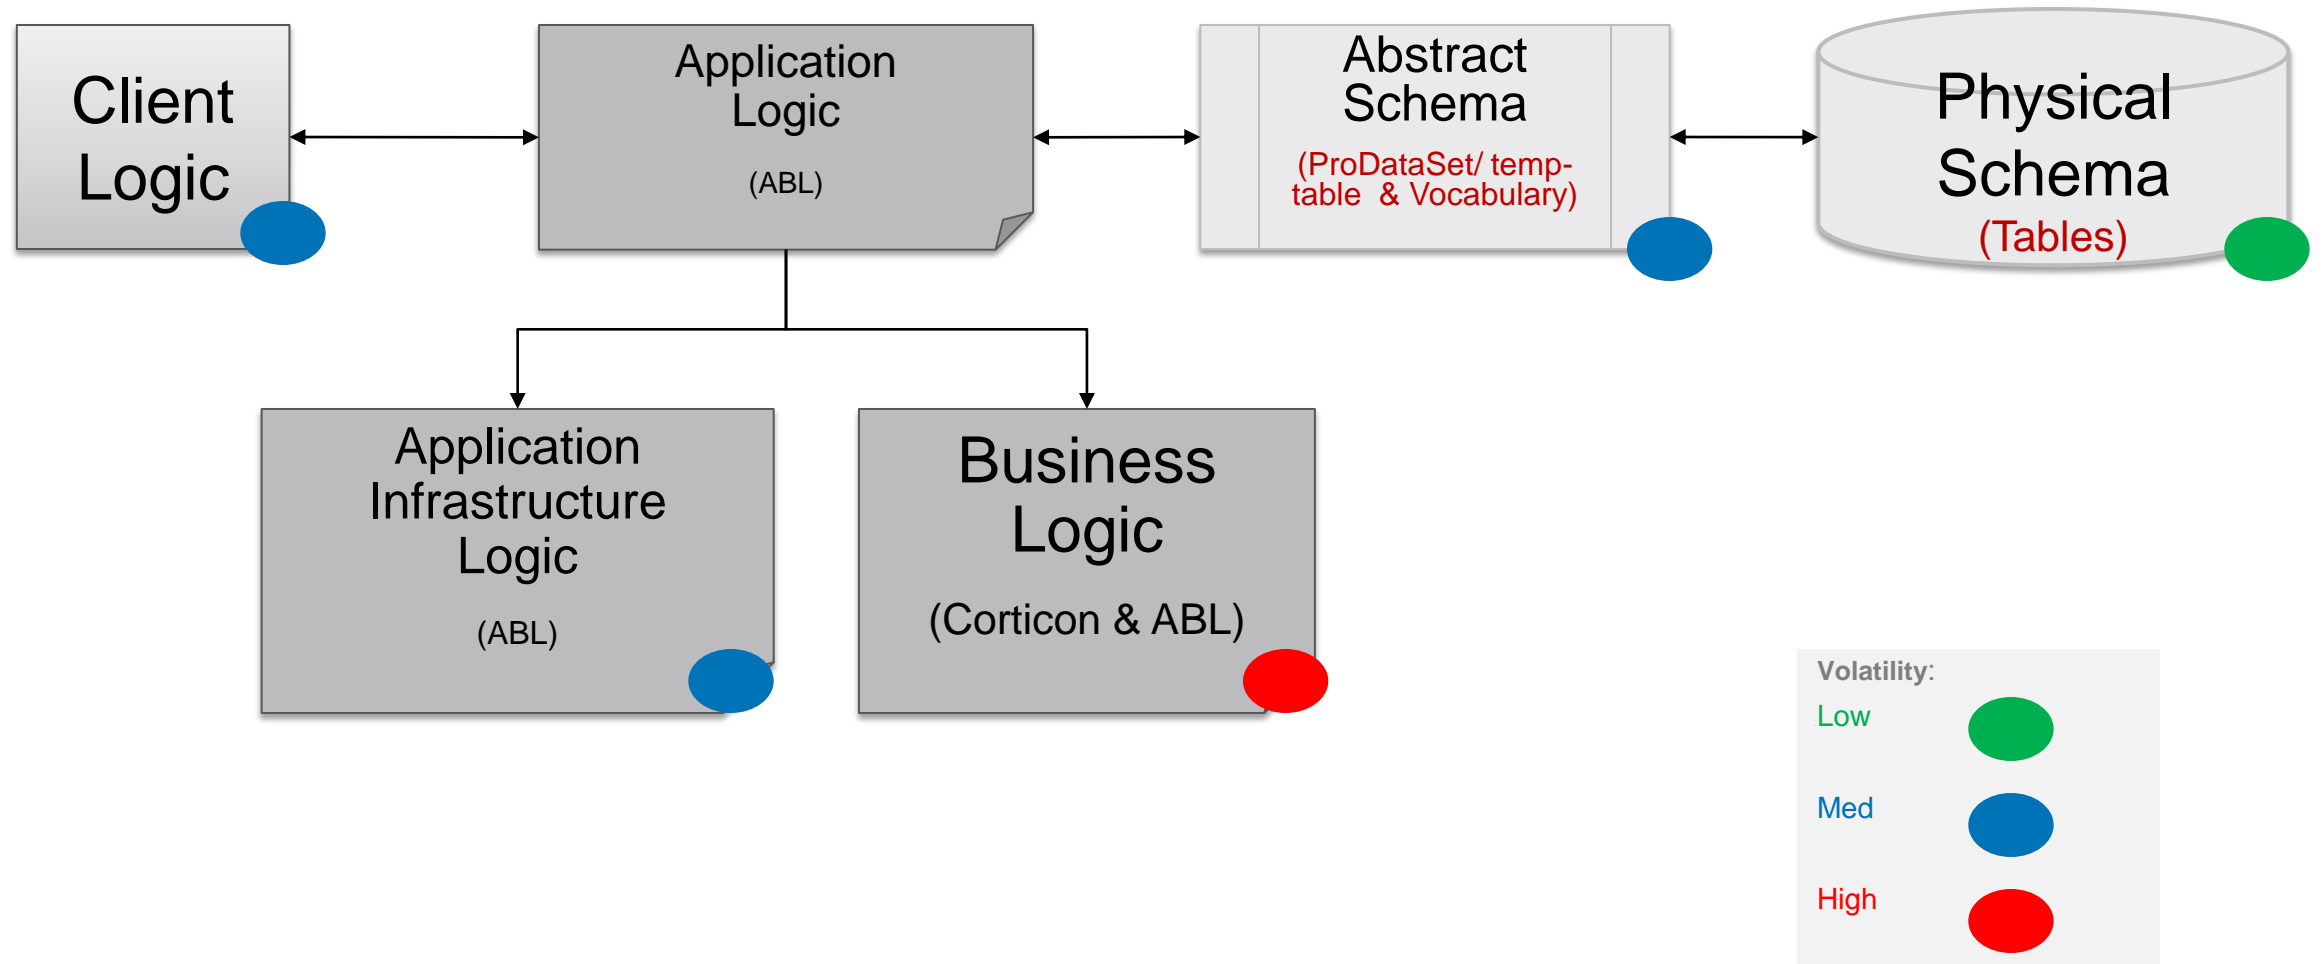 Client
Logic
Application
Logic
(ABL)
Abstract
Schema
(ProDataSet/ temp-
table  & Vocabulary)
Physical
Schema
(Tables)
Application
Infrastructure
Logic
(ABL)
Business
Logic
(Corticon & ABL)
Volatility:
Low
Med
High